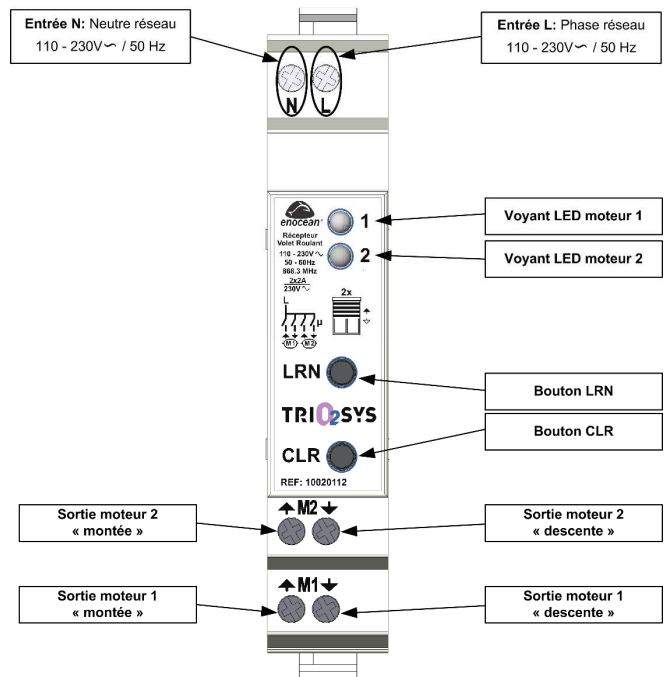 Entrée N: Neutre réseau
110 - 230V∽ / 50 Hz
Entrée L: Phase réseau
110 - 230V∽ / 50 Hz
N L
enocean®
1
Récepteur
Volet Roulant
110 - 230V∽
50 - 60Hz
868.3 MHz
2x2A
230V∽
2
Voyant LED moteur 1
Voyant LED moteur 2
L
µ
M1 M2
2x
LRN
Bouton LRN
TRIO2SYS
Bouton CLR
CLR
REF: 10020112
M2
Sortie moteur 2
« montée »
Sortie moteur 2
« descente »
M1
Sortie moteur 1
« montée »
Sortie moteur 1
« descente »